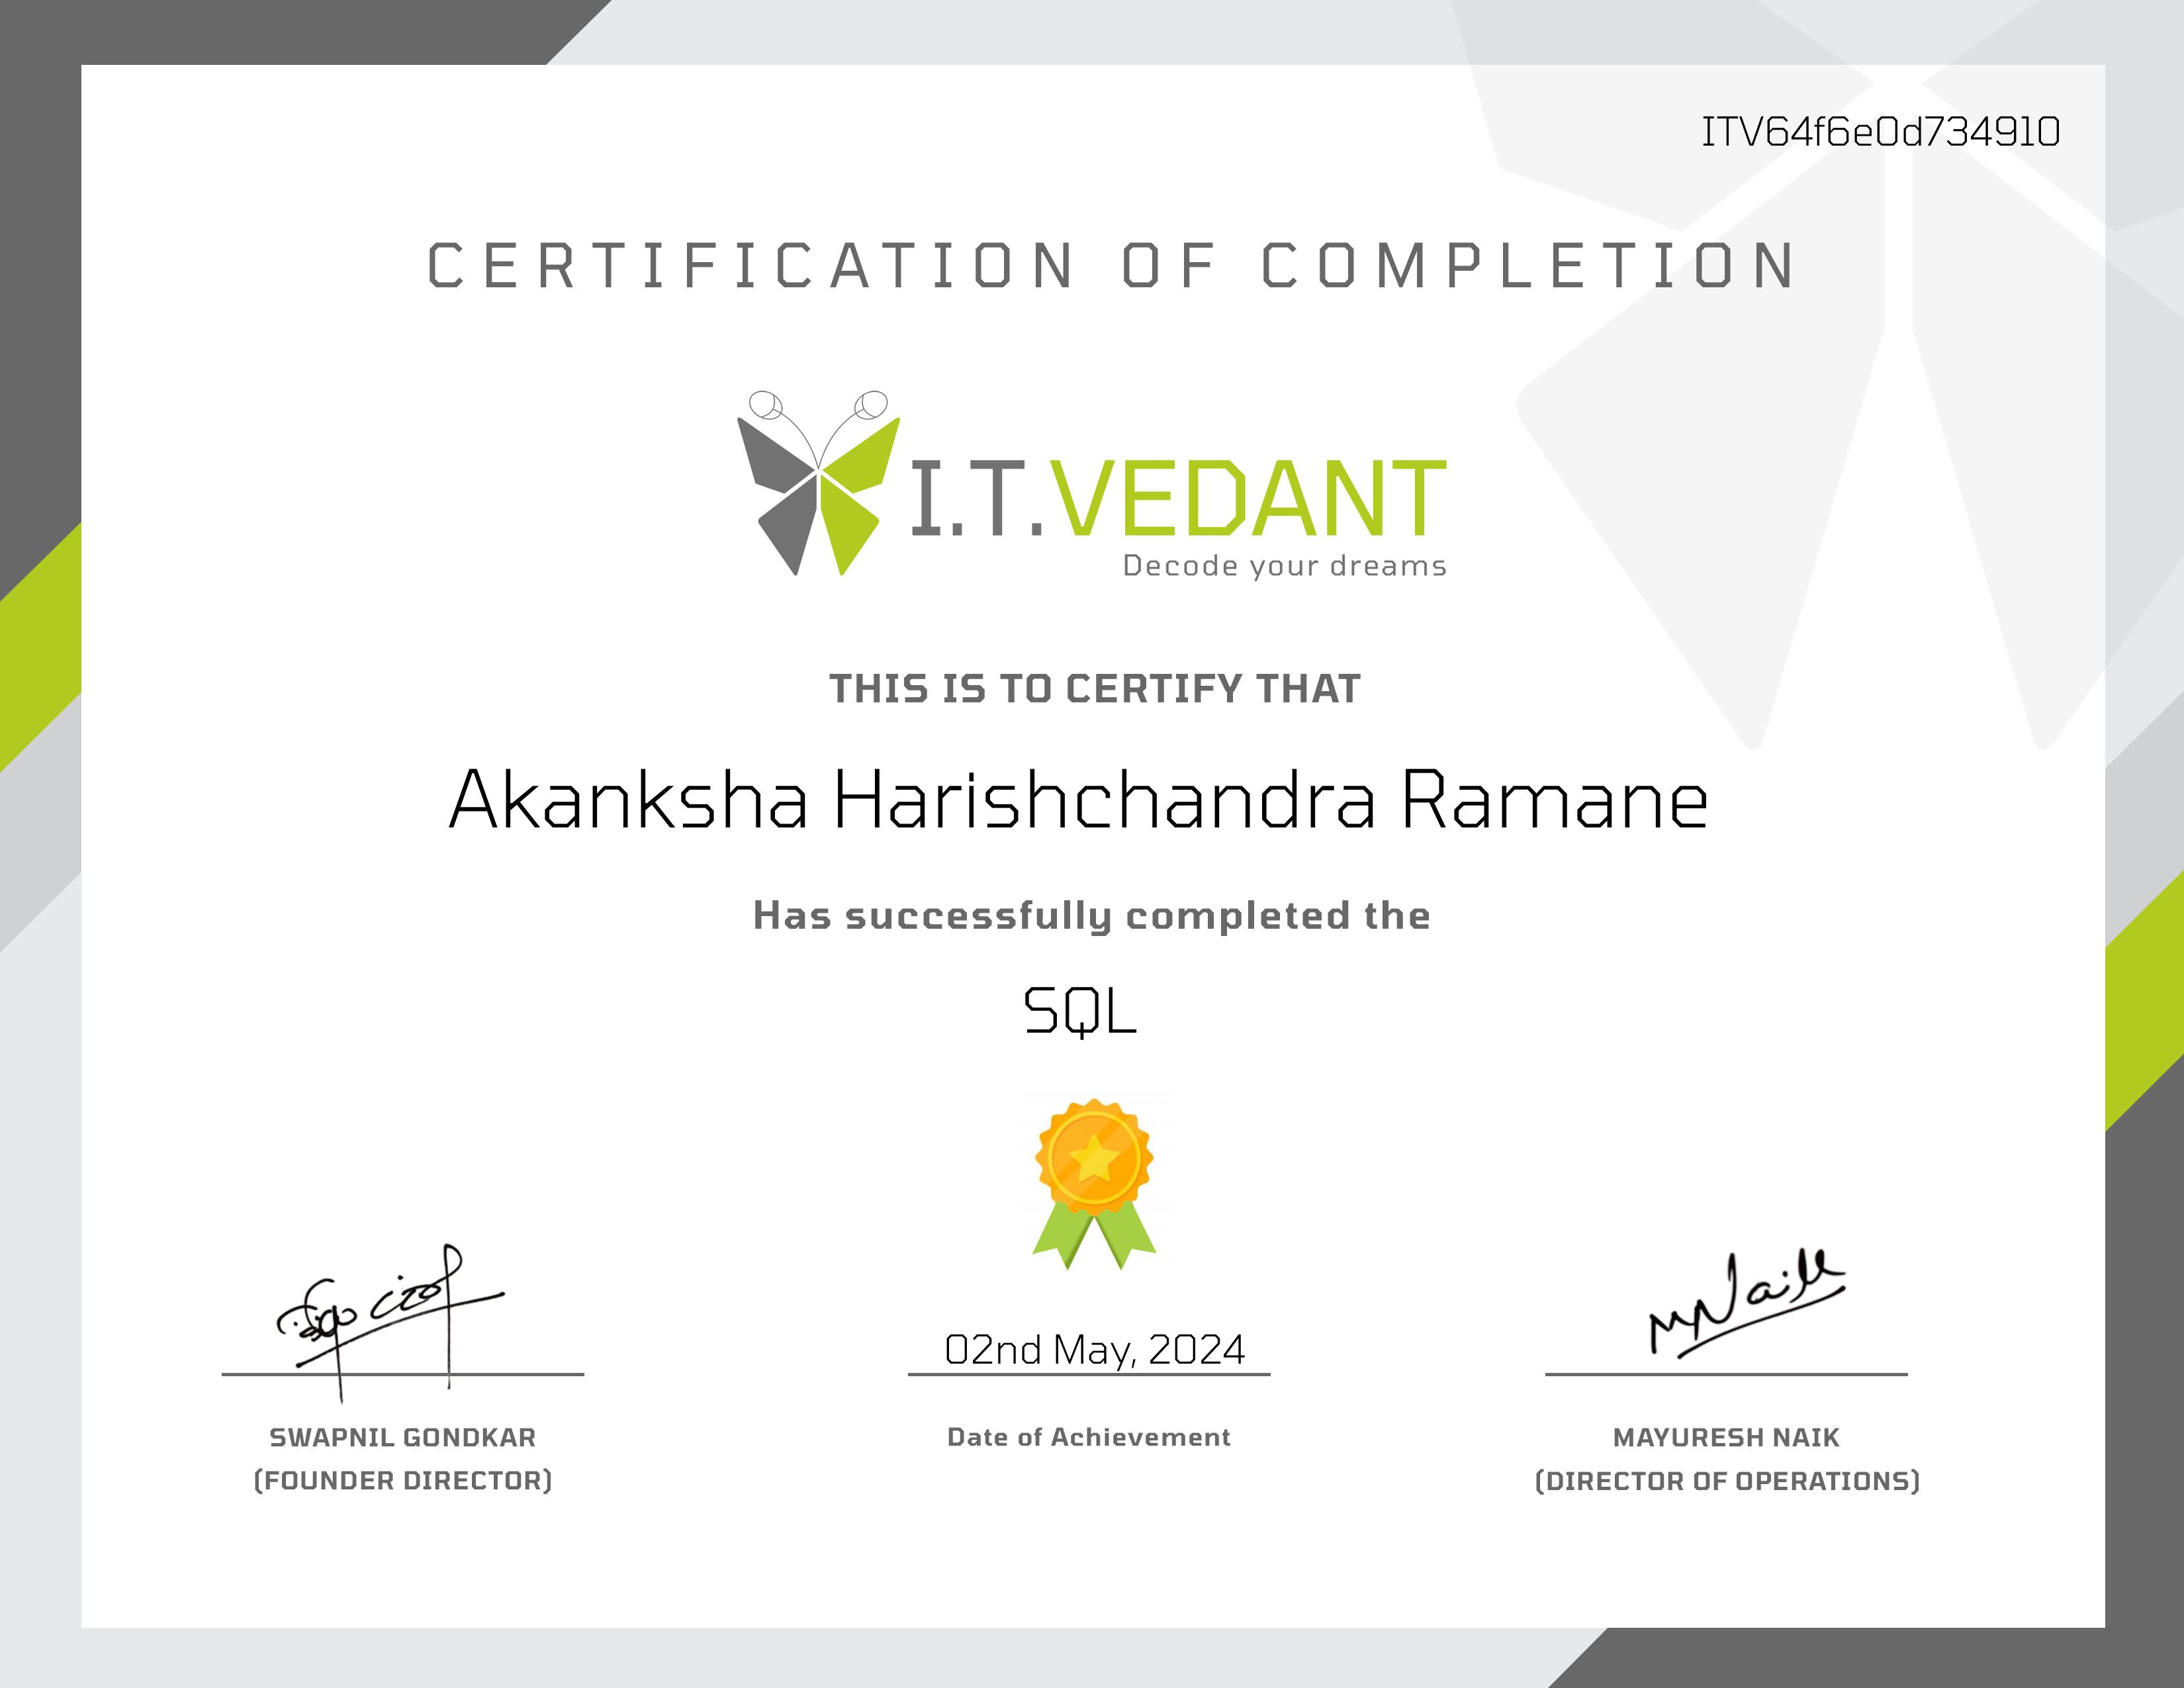 ITV64f6e0d734910
CERTIFICATION OF COMPLETION
I.T.VEDANT
Decode your dreams
THIS IS TO CERTIFY THAT
Akanksha Harishchandra Ramane
Has successfully completed the
SQL
02nd May, 2024
SWAPNIL GONDKAR
(FOUNDER DIRECTOR)
Date of Achievement
MAYURESH NAIK
(DIRECTOR OF OPERATIONS)